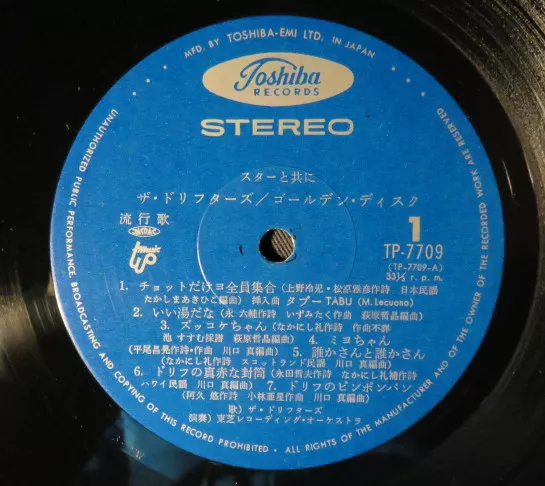 MFD. BY TOSHIBA-EMI LTD. IN JAPAN
Toshiba
RECORDS
STEREO
スターと共に
ザ・ドリフターズ/ゴールデン・ディスク
流行歌
JASRAC
music
UP
1
TP-7709
(TP-7709-A)
33⅓ r. p. m.
1. チョットだけヨ全員集合(上野冷児・松原雅彦作詩 日本民謡
たかしまあきひこ編曲) 挿入曲 タブーTABU (M. Lecuona)
2. いい湯だな(永 六輔作詩 いずみたく作曲 萩原哲晶編曲)
3. ズッコケちゃん(なかにし礼作詩 作曲不詳
池 すすむ採譜 萩原哲晶編曲) 4. ミヨちゃん
(平尾昌晃作詩・作曲 川口 真編曲) 5. 誰かさんと誰かさん
(なかにし礼作詩 スコットランド民謡 川口 真編曲)
6. ドリフの真赤な封筒(永田哲夫作詩 なかにし礼補作詩
ハワイ民謡 川口 真編曲) 7. ドリフのピンポンパン
(阿久 悠作詩 小林亜星作曲 川口 真編曲)
歌)ザ・ドリフターズ
演奏)東芝レコーディング・オーケストラ
UNAUTHORIZED PUBLIC PERFORMANCE BROADCASTING AND COPYING OF THIS RECORD PROHIBITED • ALL RIGHTS OF THE MANUFACTURER AND OF THE OWNER OF THE RECORDED WORK ARE RESERVED